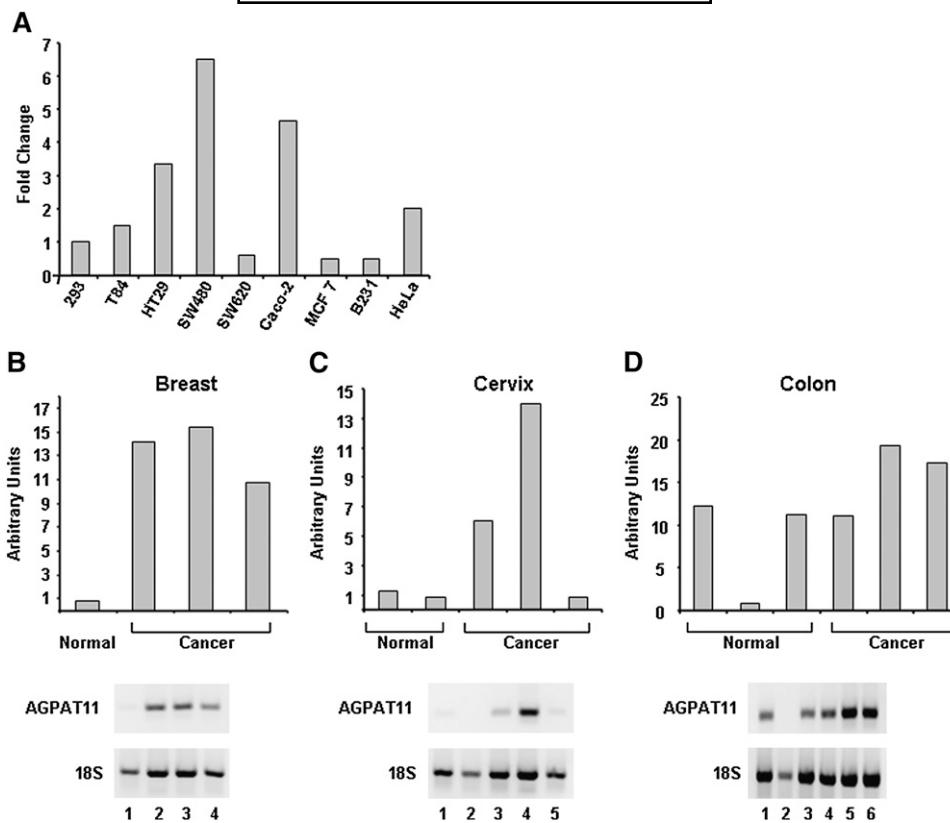 A
7
6
5
4
3
2
1
0
Fold Change
293
T84
HT29
SW480
SW620
Caco-2
MCF 7
B231
HeLa
B
Breast
17
15
13
11
9
7
5
3
1
Arbitrary Units
Normal
Cancer
AGPAT11
18S
1 2 3 4
C
Cervix
15
13
11
9
7
5
3
1
Arbitrary Units
Normal
Cancer
AGPAT11
18S
1 2 3 4 5
D
Colon
25
20
15
10
5
0
Arbitrary Units
Normal
Cancer
AGPAT11
18S
1 2 3 4 5 6